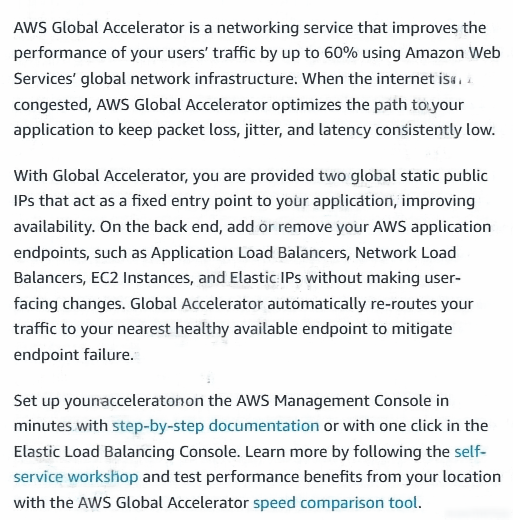 AWS Global Accelerator is a networking service that improves the
performance of your users' traffic by up to 60% using Amazon Web
Services' global network infrastructure. When the internet is
congested, AWS Global Accelerator optimizes the path to your
application to keep packet loss, jitter, and latency consistently low.
With Global Accelerator, you are provided two global static public
IPs that act as a fixed entry point to your application, improving
availability. On the back end, add or remove your AWS application
endpoints, such as Application Load Balancers, Network Load
Balancers, EC2 Instances, and Elastic IPs without making user-
facing changes. Global Accelerator automatically re-routes your
traffic to your nearest healthy available endpoint to mitigate
endpoint failure.
Set up your accelerator on the AWS Management Console in
minutes with step-by-step documentation or with one click in the
Elastic Load Balancing Console. Learn more by following the self-
service workshop and test performance benefits from your location
with the AWS Global Accelerator speed comparison tool.